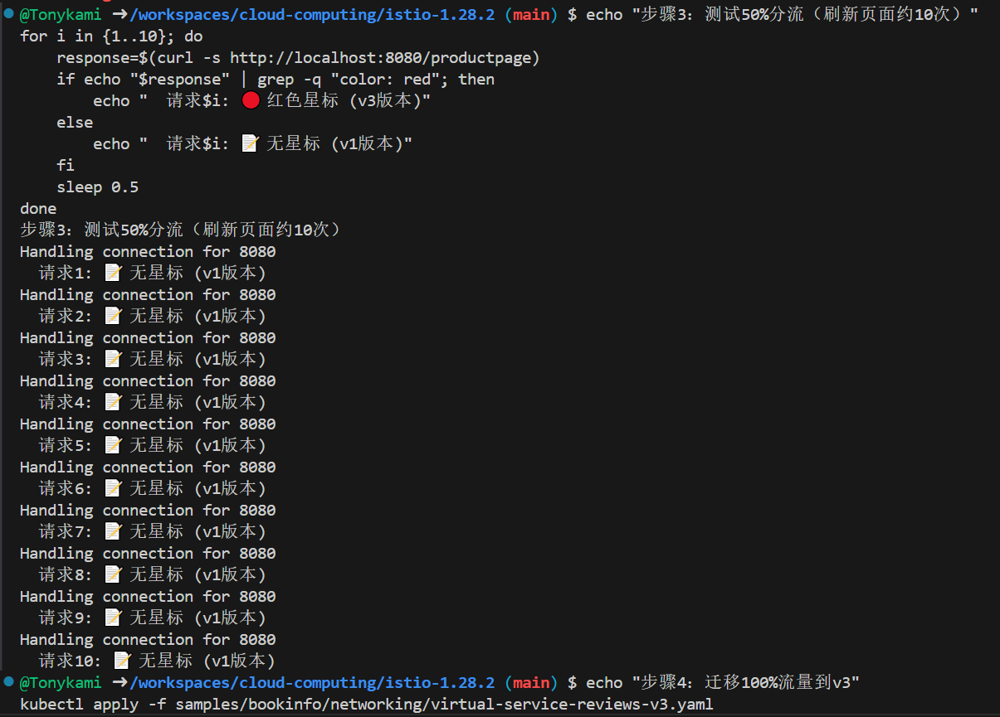 @Tonykami ➜/workspaces/cloud-computing/istio-1.28.2 (main) $ echo "步骤3：测试50%分流（刷新页面约10次）"
for i in {1..10}; do
    response=$(curl -s http://localhost:8080/productpage)
    if echo "$response" | grep -q "color: red"; then
        echo "  请求$i: 🔴 红色星标 (v3版本)"
    else
        echo "  请求$i: 📝 无星标 (v1版本)"
    fi
    sleep 0.5
done
步骤3：测试50%分流（刷新页面约10次）
Handling connection for 8080
  请求1: 📝 无星标 (v1版本)
Handling connection for 8080
  请求2: 📝 无星标 (v1版本)
Handling connection for 8080
  请求3: 📝 无星标 (v1版本)
Handling connection for 8080
  请求4: 📝 无星标 (v1版本)
Handling connection for 8080
  请求5: 📝 无星标 (v1版本)
Handling connection for 8080
  请求6: 📝 无星标 (v1版本)
Handling connection for 8080
  请求7: 📝 无星标 (v1版本)
Handling connection for 8080
  请求8: 📝 无星标 (v1版本)
Handling connection for 8080
  请求9: 📝 无星标 (v1版本)
Handling connection for 8080
  请求10: 📝 无星标 (v1版本)
@Tonykami ➜/workspaces/cloud-computing/istio-1.28.2 (main) $ echo "步骤4：迁移100%流量到v3"
kubectl apply -f samples/bookinfo/networking/virtual-service-reviews-v3.yaml